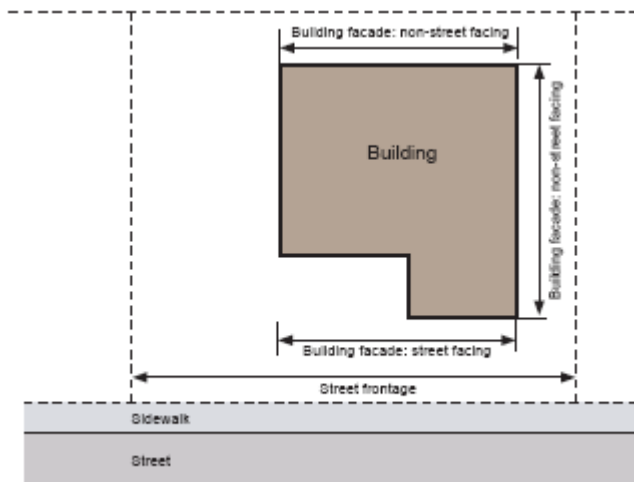 Building facade: non-street facing
Building
Building facade: non-street facing
Building facade: street facing
Street frontage
Sidewalk
Street